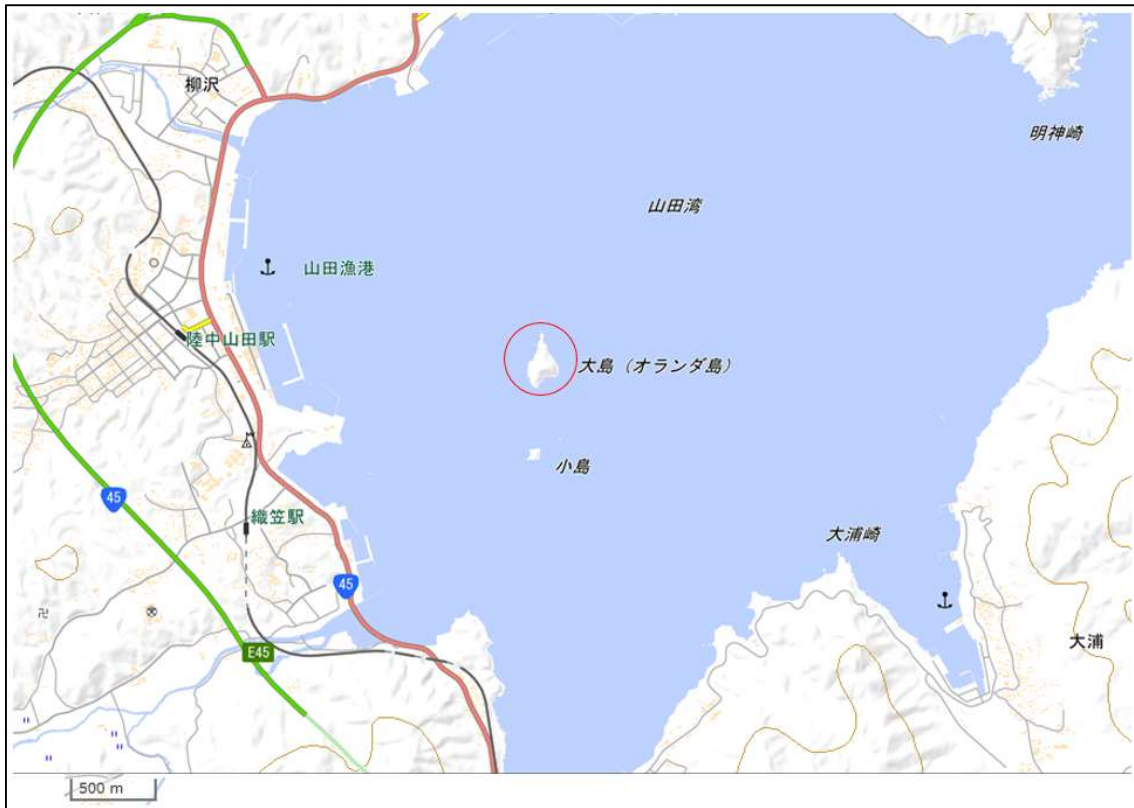 柳沢
明神崎
山田湾
山田漁港
陸中山田駅
大島（オランダ島）
小島
45
織笠駅
大浦崎
45
大浦
E45
500 m